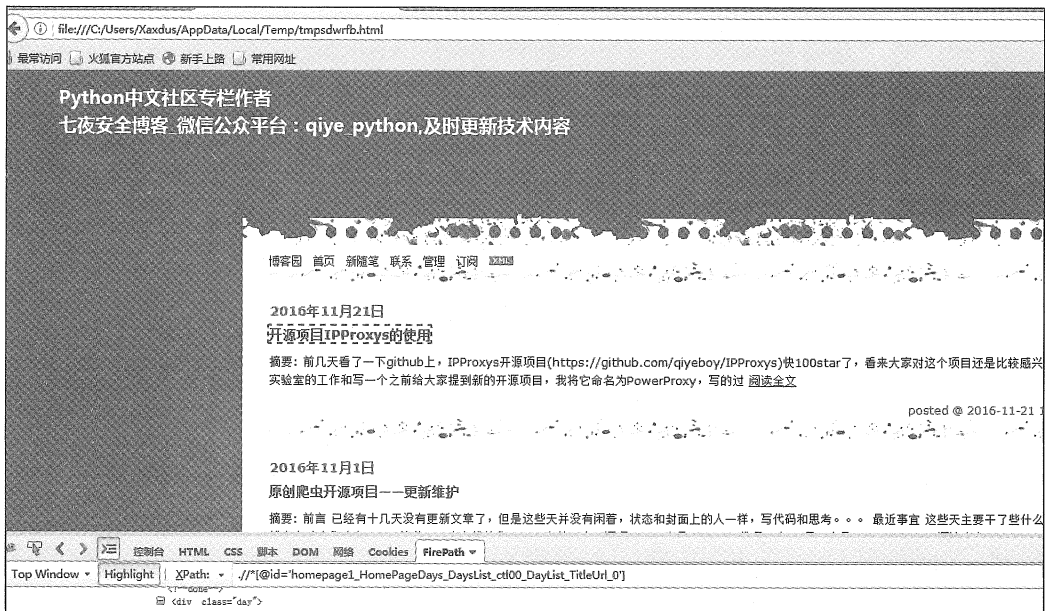 file:///C:/Users/Xaxdus/AppData/Local/Temp/tmpsdwrfb.html
最常访问 火狐官方站点 新手上路 常用网址
Python中文社区专栏作者
七夜安全博客_微信公众平台：qiye_python,及时更新技术内容
博客园 首页 新随笔 联系 管理 订阅 XML
2016年11月21日
开源项目IPProxys的使用
摘要: 前几天看了一下github上，IPProxys开源项目(https://github.com/qiyeboy/IPProxys)快100star了，看来大家对这个项目还是比较感兴
实验室的工作和写一个之前给大家提到新的开源项目，我将它命名为PowerProxy，写的过 阅读全文
posted @ 2016-11-21 1
2016年11月1日
原创爬虫开源项目——更新维护
摘要: 前言 已经有十几天没有更新文章了，但是这些天并没有闲着，状态和封面上的人一样，写代码和思考。。。 最近事宜 这些天主要干了些什么
控制台 HTML CSS 脚本 DOM 网络 Cookies FirePath
Top Window Highlight XPath: .//*[@id='homepage1_HomePageDays_DaysList_ctl00_DayList_TitleUrl_0']
<!--done-->
<div class="day">